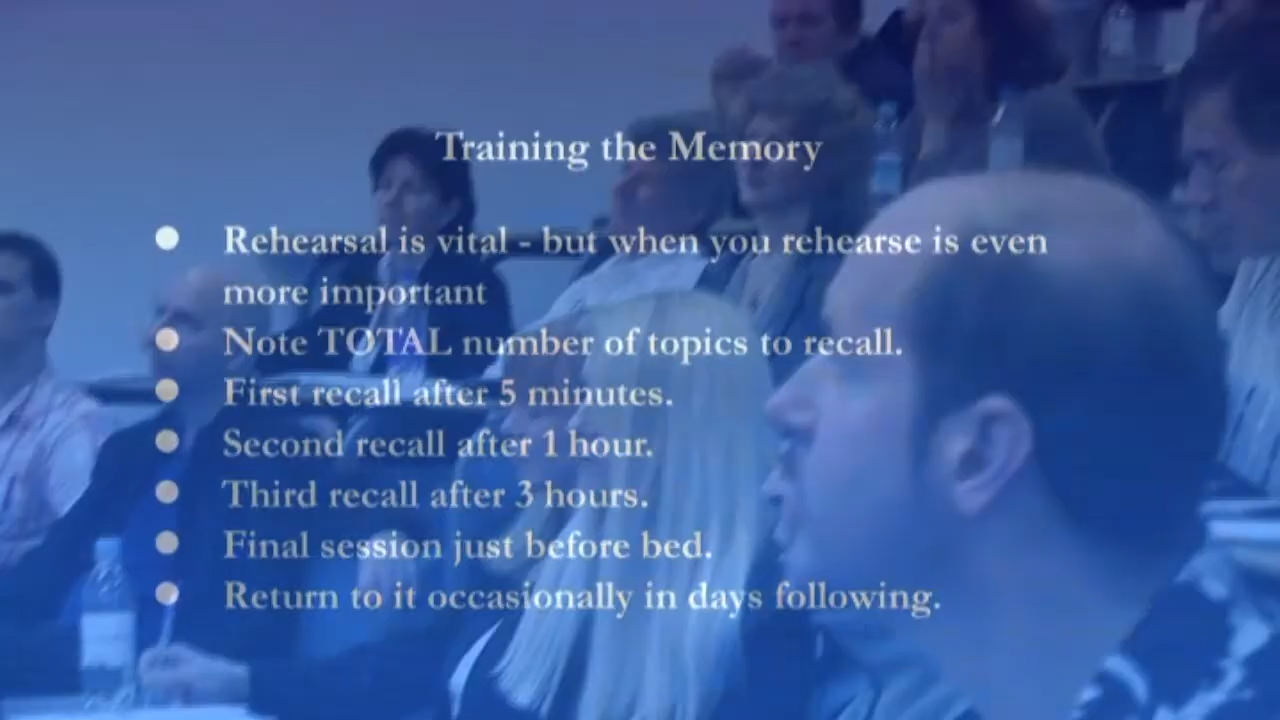 Training the Memory
● Rehearsal is vital - but when you rehearse is even
more important
● Note TOTAL number of topics to recall.
● First recall after 5 minutes.
● Second recall after 1 hour.
● Third recall after 3 hours.
● Final session just before bed.
● Return to it occasionally in days following.